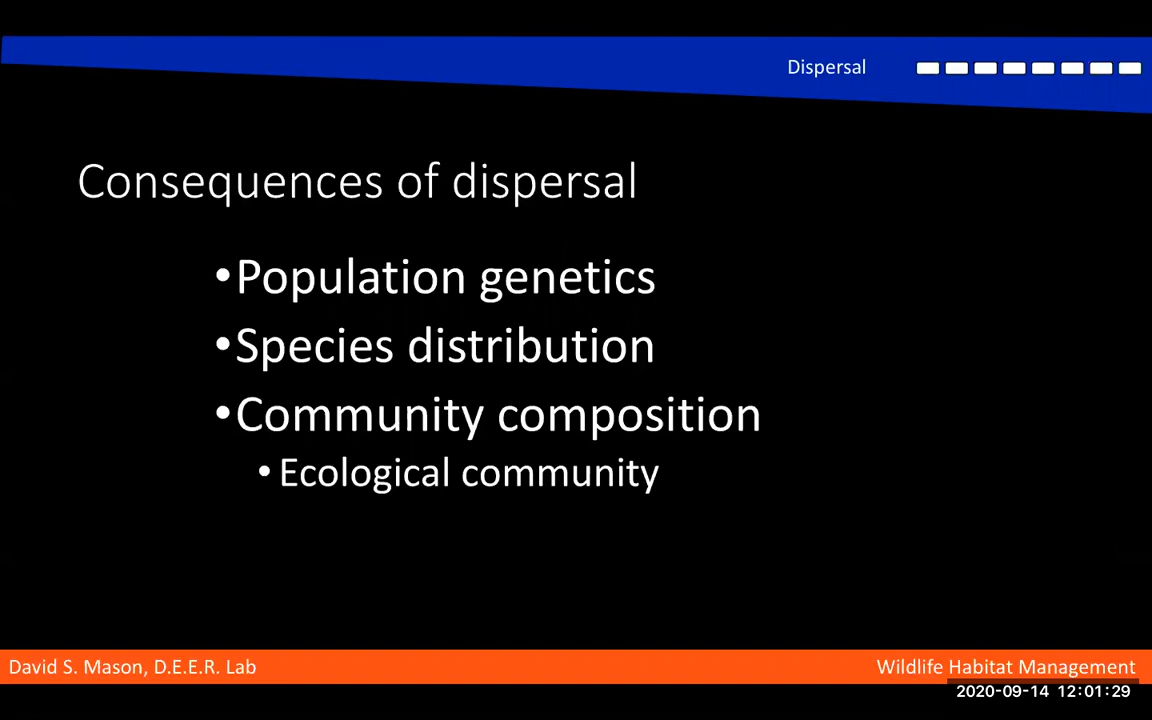 Dispersal
Consequences of dispersal
•Population genetics
•Species distribution
•Community composition
•Ecological community
David S. Mason, D.E.E.R. Lab
Wildlife Habitat Management
2020-09-14 12:01:29